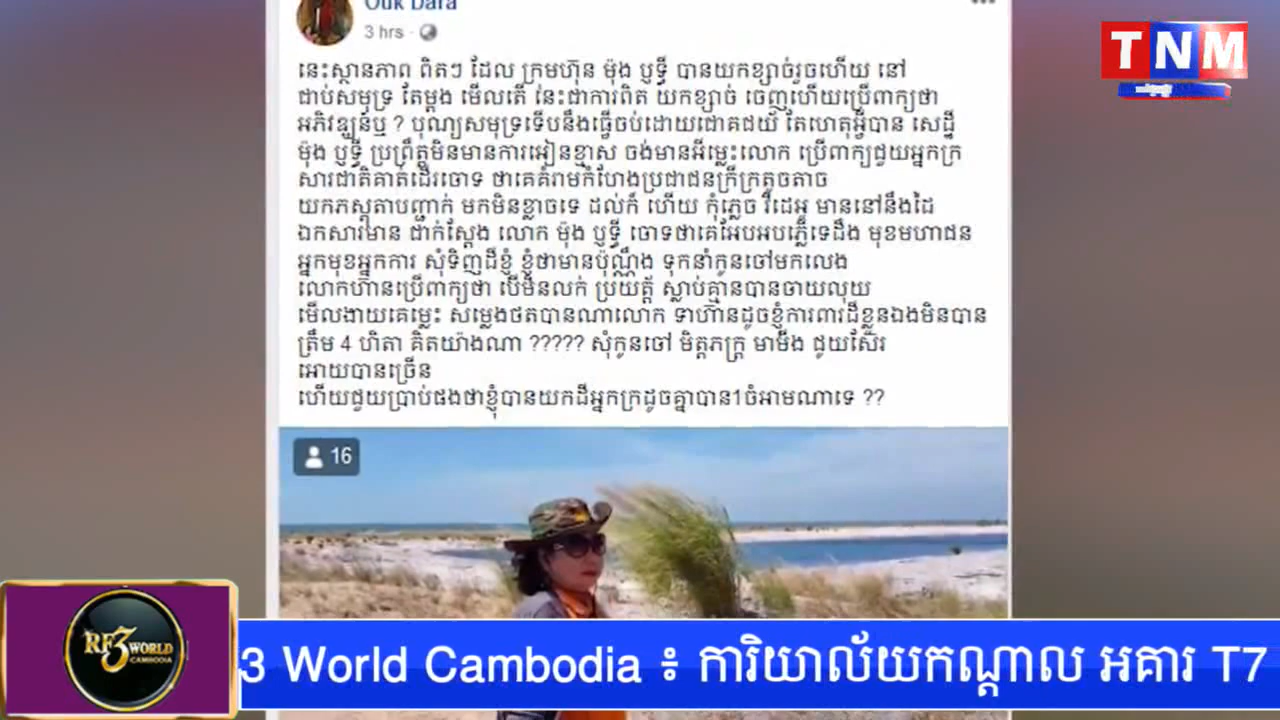 Ouk Dara
3 hrs
TNM
នេះស្ថានភាព ពិតៗ ដែល ក្រុមហ៊ុន ម៉ុង ឫទ្ធី បានយកខ្សាច់រួចហើយ នៅ
ជាប់សមុទ្រ តែម្ដង មើលតើ នេះជាការពិត យកខ្សាច់ ចេញហើយប្រើពាក្យថា
អភិវឌ្ឃន៍ឬ ? បុណ្យសមុទ្រទើបនឹងធ្វើចប់ដោយជោគជយ័ តែហេតុអ្វីបាន សេដ្ឋី
ម៉ុង ឫទ្ធី ប្រព្រឹត្តមិនមានការអៀនខ្មាស ចង់មានអីម្លេះលោក ប្រើពាក្យជួយអ្នកក្រ
សារជាតិគាត់ដើរចោទ ថាគេគំរាមកំហែងប្រជាជនក្រីក្រតូចតាច
យកភស្តុតាបញ្ជាក់ មកមិនខ្លាចទេ ដល់ក៏ ហើយ កុំភ្លេច វីដេអូ មាននៅនឹងដៃ
ឯកសារមាន ដាក់ស្តែង លោក ម៉ុង ឫទ្ធី ចោទថាគេអែបអបភ្លើទេដឹង មុខមហាជន
អ្នកមុខអ្នកការ សុំទិញដីខ្ញុំ ខ្ញុំថាមានប៉ុណ្ណឹង ទុកនាំកូនចៅមកលេង
លោកហ៊ានប្រើពាក្យថា បើមិនលក់ ប្រយត្ន័ ស្លាប់គ្មានបានចាយលុយ
មើលងាយគេម្លេះ សម្លេងថតបានណាលោក ទាហ៊ានដូចខ្ញុំការពារដីខ្លួនឯងមិនបាន
ត្រឹម 4 ហិតា គិតយ៉ាងណា ????? សុំកូនចៅ មិត្តភក្ត្រ មាមីង ជួយស៊ែរ
អោយបានច្រើន
ហើយជួយប្រាប់ផងថាខ្ញុំបានយកដីអ្នកក្រដូចគ្នាបាន1ចំអាមណាទេ ??
16
RF3WORLD
CAMBODIA
3 World Cambodia ៖ ការិយាល័យកណ្តាល អគារ T7